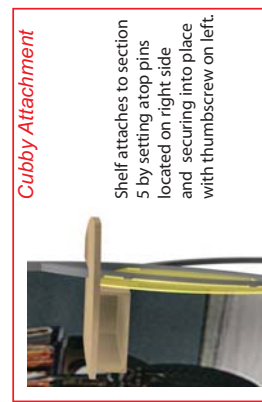 Cubby Attachment
Shelf attaches to section
5 by setting atop pins
located on right side
and  securing into place
with thumbscrew on left.